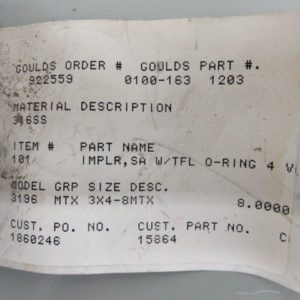 GOULDS ORDER # GOULDS PART #.
922559 0100-163 1203
MATERIAL DESCRIPTION
316SS
ITEM # PART NAME
101 IMPLR,SA W/TFL O-RING 4
MODEL GRP SIZE DESC.
3196 MTX 3X4-8MTX 8.0000
CUST. PO. NO. CUST. PART NO.
1860246 15864